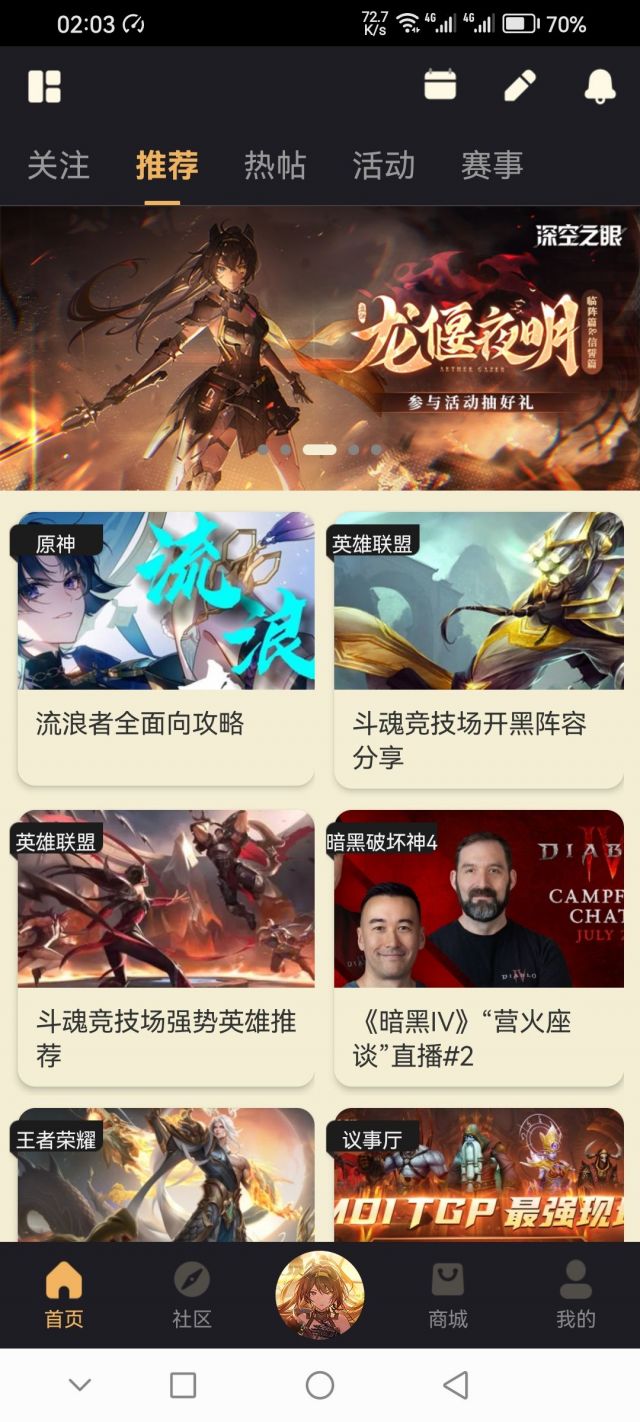 02:03
72.7
K/s
4G
4G
70%
关注
推荐
热帖
活动
赛事
深空之眼
龙偃夜明
临阵篇&信誓篇
AETHER GAZER
参与活动抽好礼
原神
流浪
流浪者全面向攻略
英雄联盟
斗魂竞技场开黑阵容
分享
英雄联盟
斗魂竞技场强势英雄推
荐
暗黑破坏神4
DIAB
IV
CAMPF
CHAT
JULY
DIABLO
《暗黑IV》“营火座
谈”直播#2
王者荣耀
议事厅
MOI TGP 最强现
首页
社区
商城
我的